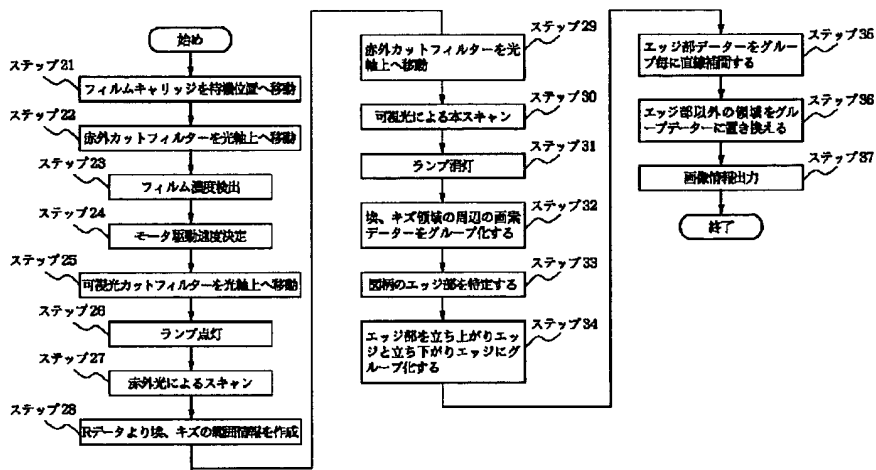 始め
ステップ21
フィルムキャリッジを待機位置へ移動
ステップ22
赤外カットフィルターを光軸上へ移動
ステップ23
フィルム濃度検出
ステップ24
モータ駆動速度決定
ステップ25
可視光カットフィルターを光軸上へ移動
ステップ26
ランプ点灯
ステップ27
赤外光によるスキャン
ステップ28
Rデータより埃、キズの範囲情報を作成
ステップ29
赤外カットフィルターを光
軸上へ移動
ステップ30
可視光による本スキャン
ステップ31
ランプ消灯
ステップ32
埃、キズ領域の周辺の画素
データーをグループ化する
ステップ33
図柄のエッジ部を特定する
ステップ34
エッジ部を立ち上がりエッ
ジと立ち下がりエッジにグ
ループ化する
ステップ35
エッジ部データーをグルー
プ毎に直線補間する
ステップ36
エッジ部以外の領域をグル
ープデーターに置き換える
ステップ37
画像情報出力
終了